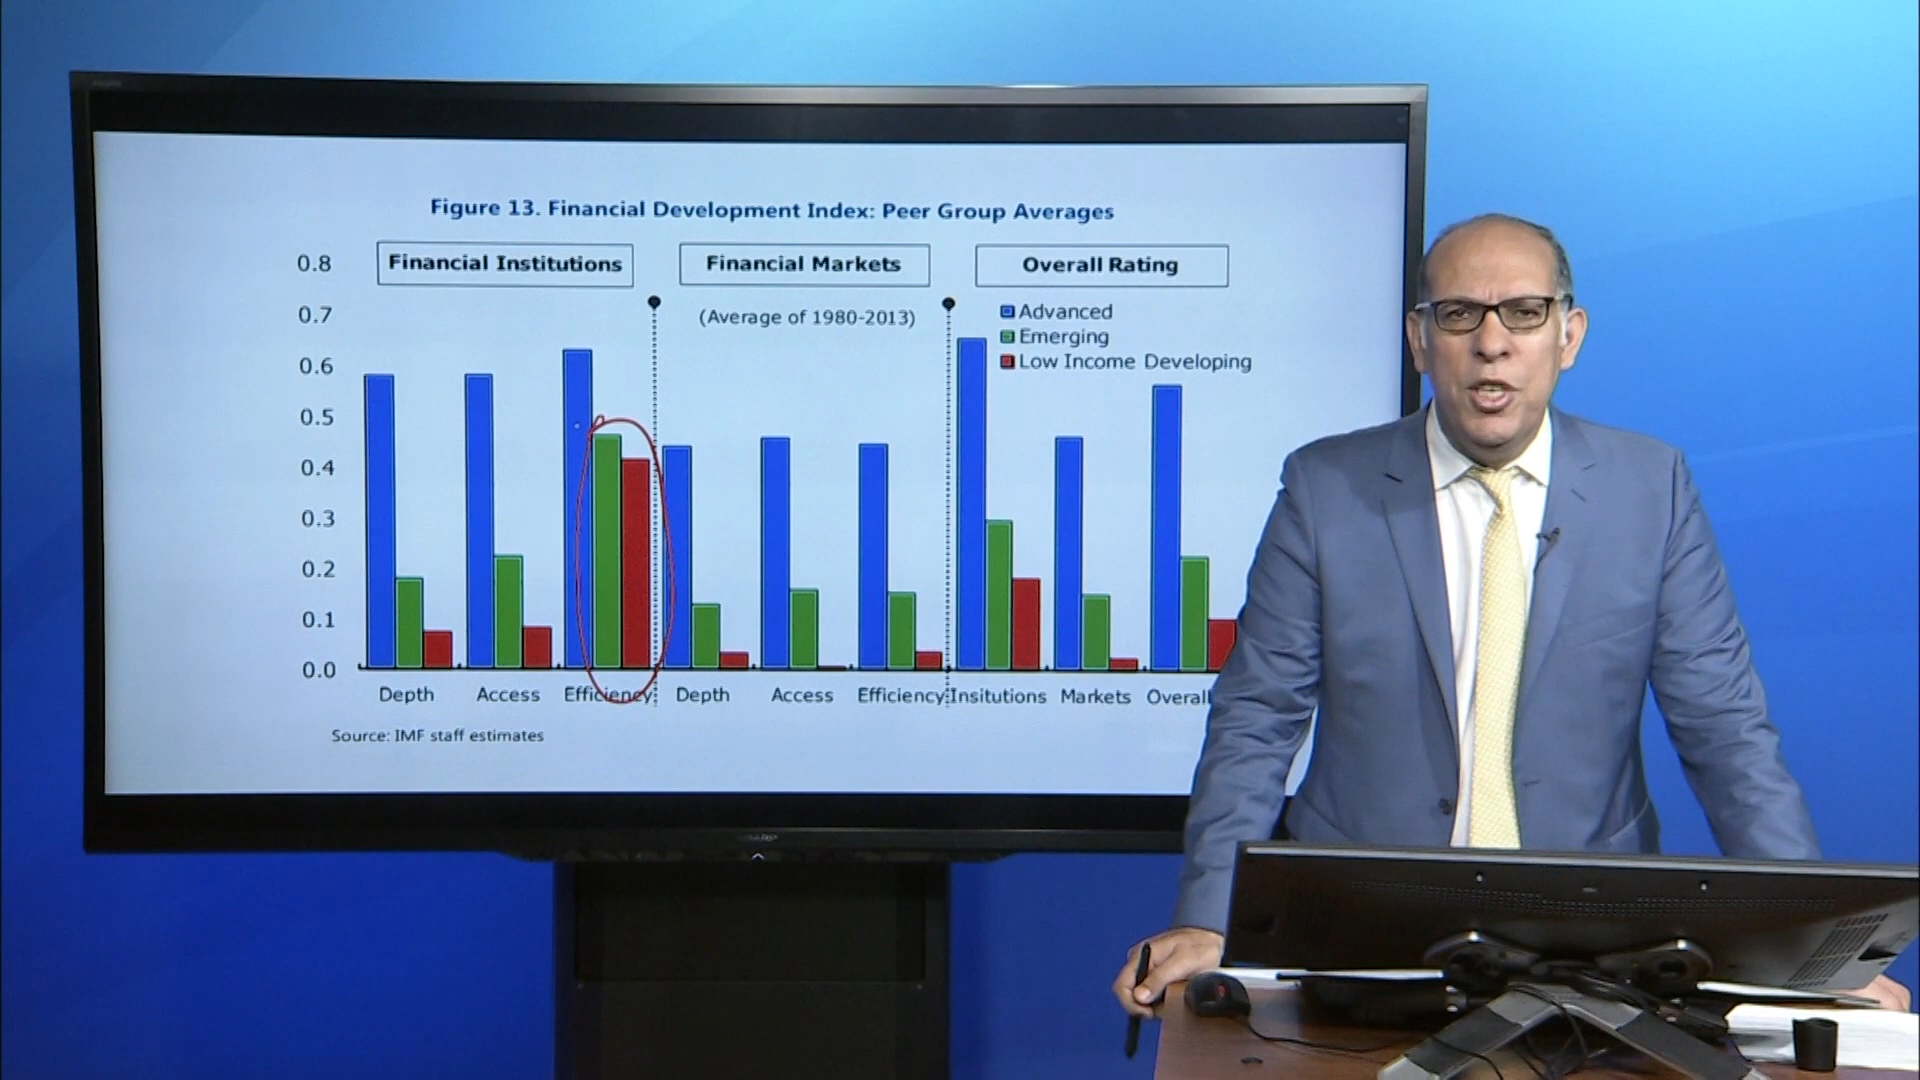 Figure 13. Financial Development Index: Peer Group Averages
Financial Institutions
Financial Markets
Overall Rating
(Average of 1980-2013)
Advanced
Emerging
Low Income Developing
0.8
0.7
0.6
0.5
0.4
0.3
0.2
0.1
0.0
Depth Access Efficiency Depth Access Efficiency Insitutions Markets Overall
Source: IMF staff estimates